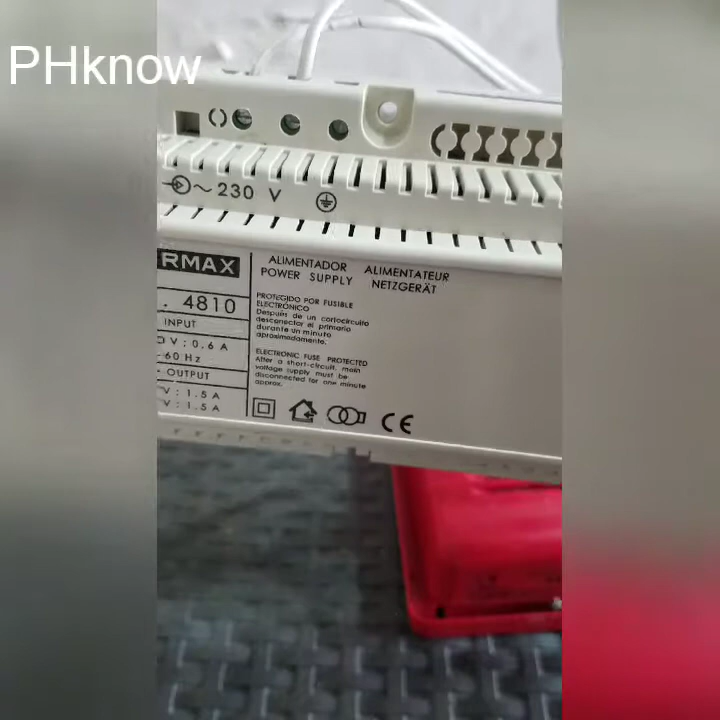 PHknow
~ 230 V
RMAX
ALIMENTADOR ALIMENTATEUR
POWER SUPPLY NETZGERÄT
. 4810
INPUT
V: 0.6 A
60 Hz
OUTPUT
V: 1.5 A
V: 1.5 A
PROTEGIDO POR FUSIBLE
ELECTRÓNICO
Después de un cortocircuito
desconectar el primario
durante un minuto
aproximadamente.
ELECTRONIC FUSE PROTECTED
After a short-circuit, main
voltage supply must be
disconnected for one minute
approx.
CE